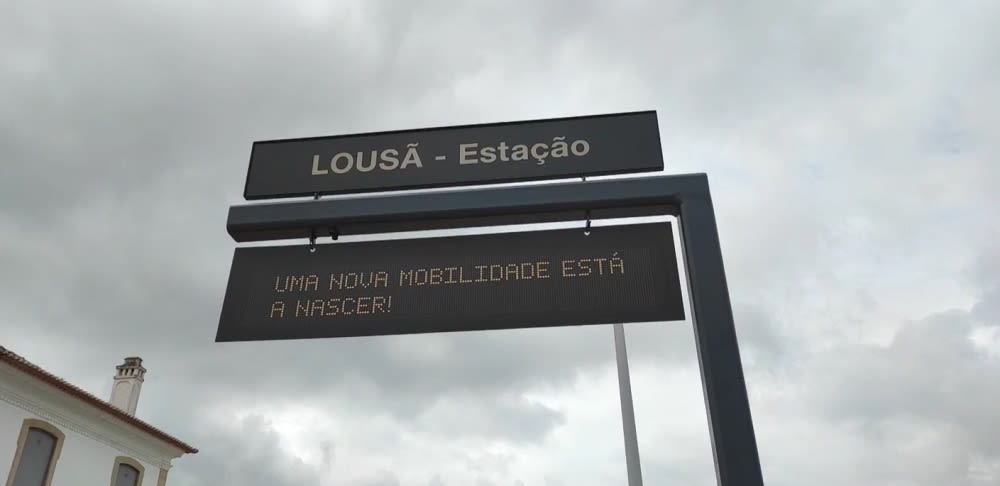 LOUSÃ - Estação
UMA NOVA MOBILIDADE ESTÁ
A NASCER!